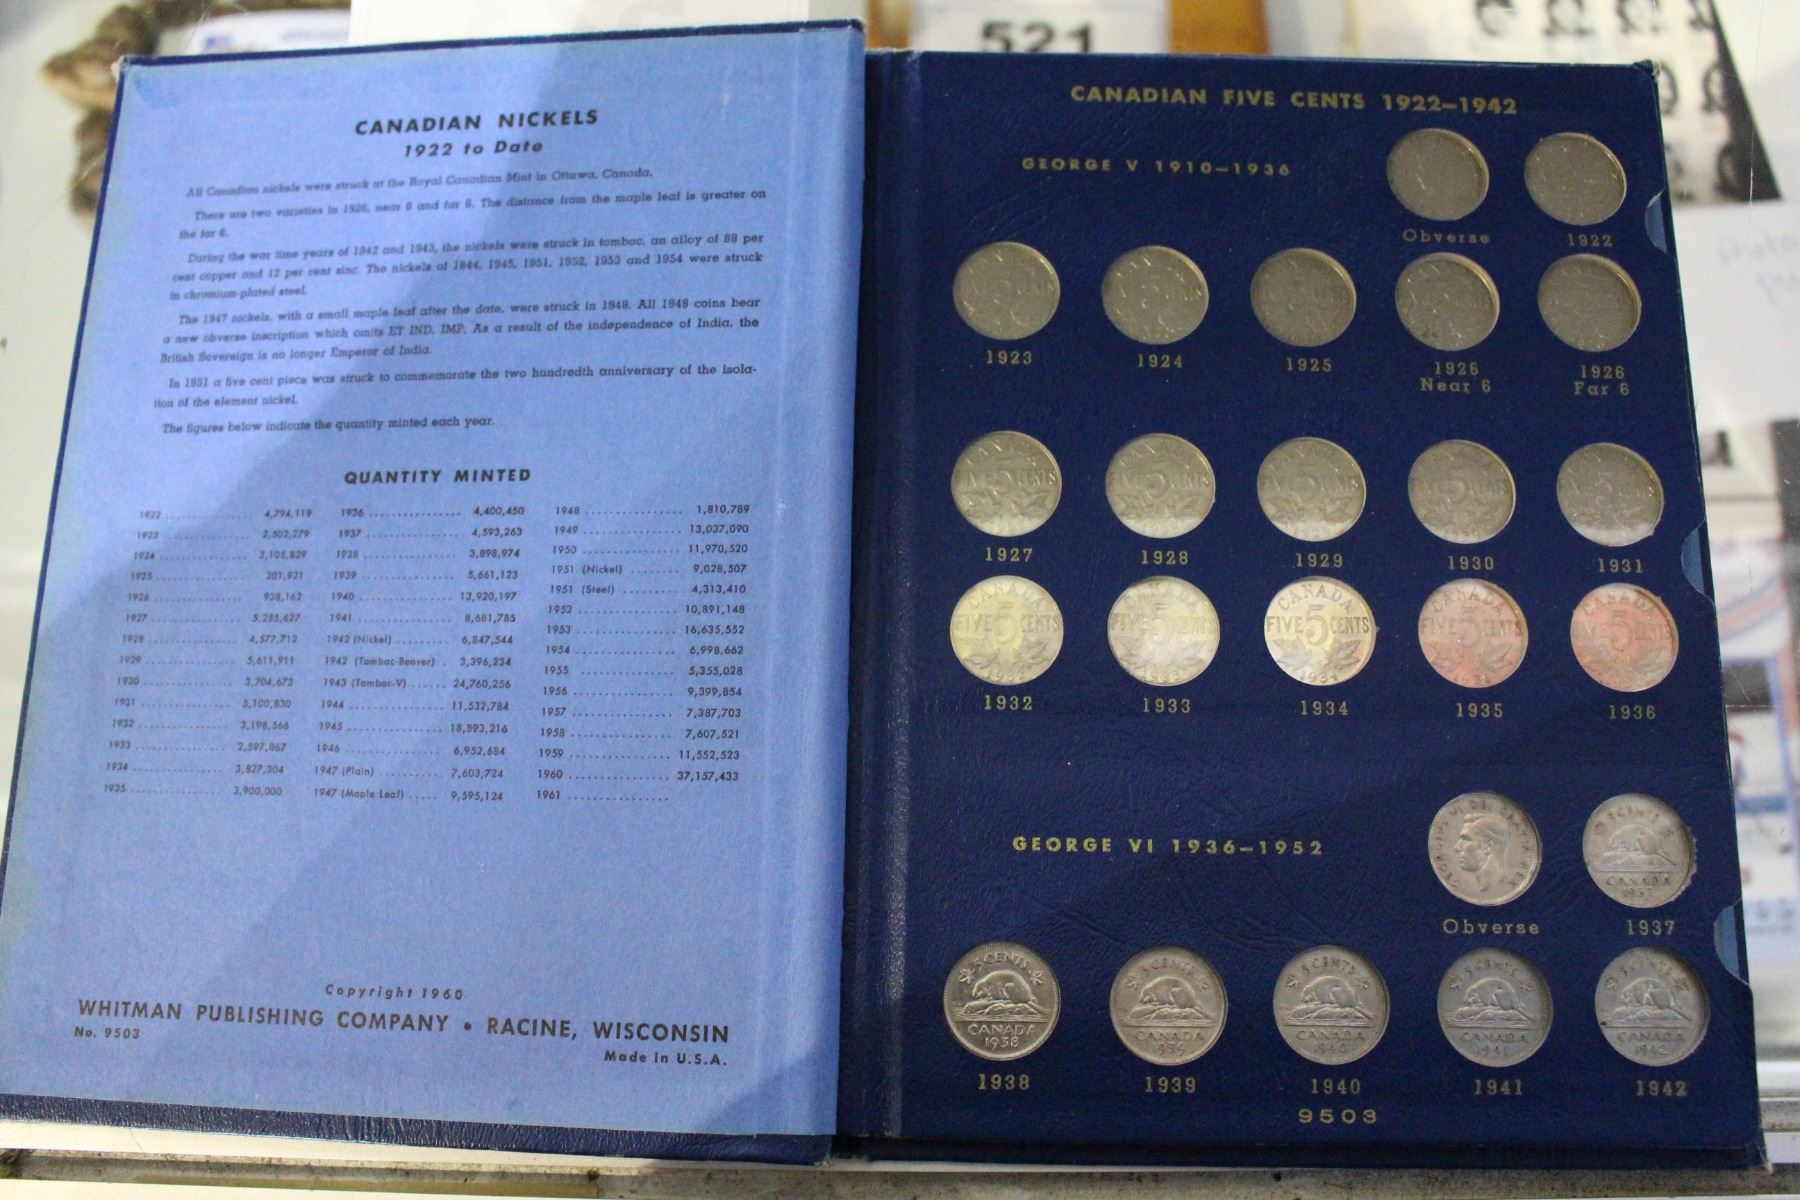 521
CANADIAN NICKELS
1922 to Date
All Canadian nickels were struck at the Royal Canadian Mint in Ottawa, Canada.
There are two varieties in 1926, near 6 and far 6. The distance from the maple leaf is greater on
the far 6.
During the war time years of 1942 and 1943, the nickels were struck in tombac, an alloy of 88 per
cent copper and 12 per cent zinc. The nickels of 1944, 1945, 1951, 1952, 1953 and 1954 were struck
in chromium-plated steel.
The 1947 nickels, with a small maple leaf after the date, were struck in 1948. All 1948 coins bear
a new obverse inscription which omits ET IND. IMP. As a result of the independence of India, the
British Sovereign is no longer Emperor of India.
In 1951 a five cent piece was struck to commemorate the two hundredth anniversary of the isola-
tion of the element nickel.
The figures below indicate the quantity minted each year.
QUANTITY MINTED
1922 .......... 4,794,119
1923 .......... 2,502,279
1924 .......... 3,105,839
1925 .......... 201,921
1926 .......... 938,162
1927 .......... 5,285,627
1928 .......... 4,577,712
1929 .......... 5,611,911
1930 .......... 3,704,673
1931 .......... 5,100,830
1932 .......... 3,198,566
1933 .......... 2,597,867
1934 .......... 3,827,304
1935 .......... 3,900,000
1936 .......... 4,400,450
1937 .......... 4,593,263
1938 .......... 3,898,974
1939 .......... 5,661,123
1940 .......... 13,920,197
1941 .......... 8,681,785
1942 (Nickel) ....... 6,847,544
1942 (Tombac-Beaver) . 3,396,234
1943 (Tombac-V) ...... 24,760,256
1944 .......... 11,532,784
1945 .......... 18,893,216
1946 .......... 6,952,684
1947 (Plain) .......... 7,603,724
1947 (Maple Leaf) ..... 9,595,124
1948 .......... 1,810,789
1949 .......... 13,037,090
1950 .......... 11,970,520
1951 (Nickel) ........ 9,028,507
1951 (Steel) ......... 4,313,410
1952 .......... 10,891,148
1953 .......... 16,635,552
1954 .......... 6,998,662
1955 .......... 5,355,028
1956 .......... 9,399,854
1957 .......... 7,387,703
1958 .......... 7,607,521
1959 .......... 11,552,523
1960 .......... 37,157,433
1961 ..........
Copyright 1960
WHITMAN PUBLISHING COMPANY • RACINE, WISCONSIN
No. 9503
Made in U.S.A.
CANADIAN FIVE CENTS 1922–1942
GEORGE V 1910–1936
Obverse 1922
1923 1924 1925 1926 Near 6 1926 Far 6
CANADA FIVE 5 CENTS
1927 1928 1929 1930 1931
CANADA FIVE 5 CENTS 1934
1932 1933 1934 1935 1936
GEORGE VI 1936–1952
Obverse 1937
5 CENTS CANADA 1937
5 CENTS CANADA 1938
5 CENTS CANADA 1939
5 CENTS CANADA 1940
5 CENTS CANADA 1941
5 CENTS CANADA 1942
1938 1939 1940 1941 1942
9503